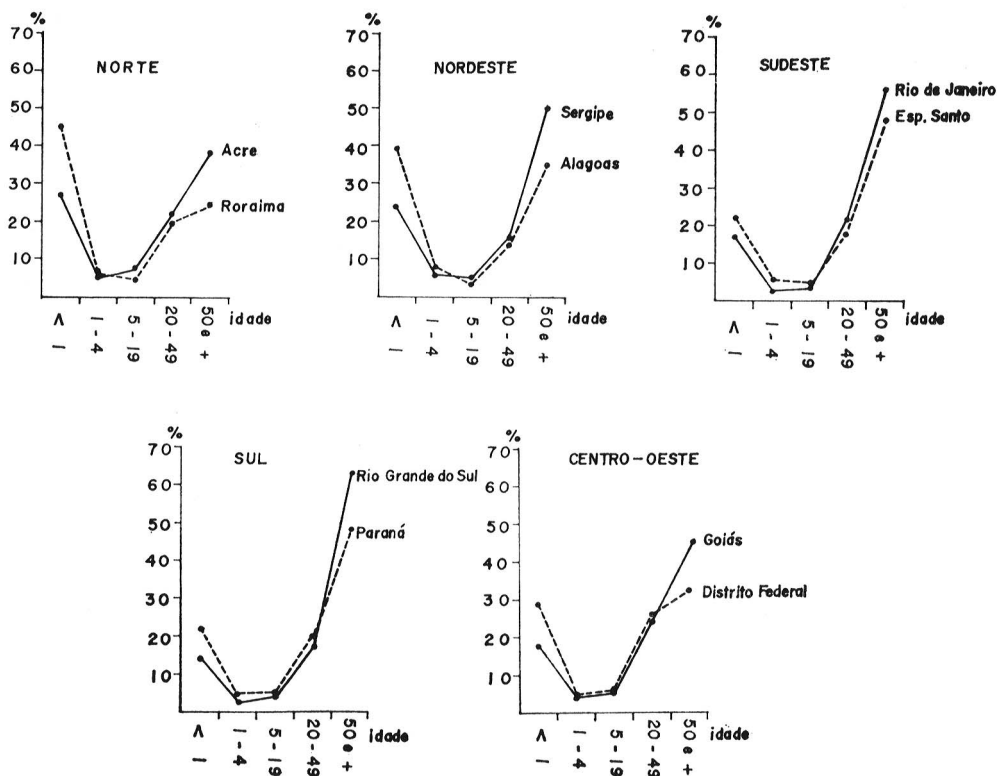 %
NORTE
70
60
50
40
30
20
10
Acre
Roraima
< 1
1 - 4
5 - 19
20 - 49
50 e +
idade
%
NORDESTE
70
60
50
40
30
20
10
Sergipe
Alagoas
< 1
1 - 4
5 - 19
20 - 49
50 e +
idade
%
SUDESTE
70
60
50
40
30
20
10
Rio de Janeiro
Esp. Santo
< 1
1 - 4
5 - 19
20 - 49
50 e +
idade
%
SUL
70
60
50
40
30
20
10
Rio Grande do Sul
Paraná
< 1
1 - 4
5 - 19
20 - 49
50 e +
idade
%
CENTRO-OESTE
70
60
50
40
30
20
10
Goiás
Distrito Federal
< 1
1 - 4
5 - 19
20 - 49
50 e +
idade